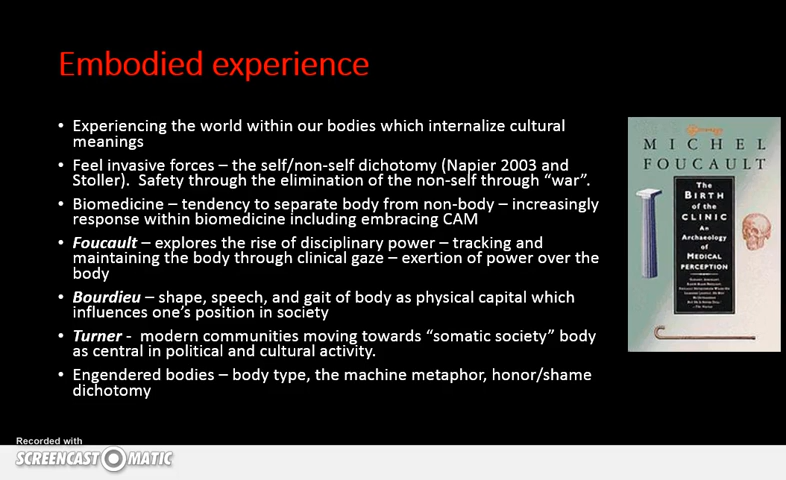 Embodied experience
• Experiencing the world within our bodies which internalize cultural
meanings
• Feel invasive forces – the self/non-self dichotomy (Napier 2003 and
Stoller). Safety through the elimination of the non-self through “war”.
• Biomedicine – tendency to separate body from non-body – increasingly
response within biomedicine including embracing CAM
• Foucault – explores the rise of disciplinary power – tracking and
maintaining the body through clinical gaze – exertion of power over the
body
• Bourdieu – shape, speech, and gait of body as physical capital which
influences one’s position in society
• Turner - modern communities moving towards “somatic society” body
as central in political and cultural activity.
• Engendered bodies – body type, the machine metaphor, honor/shame
dichotomy
MICHEL
FOUCAULT
The
BIRTH
of the
CLINIC
An
Archaeology
of
MEDICAL
PERCEPTION
Recorded with
SCREENCAST MATIC